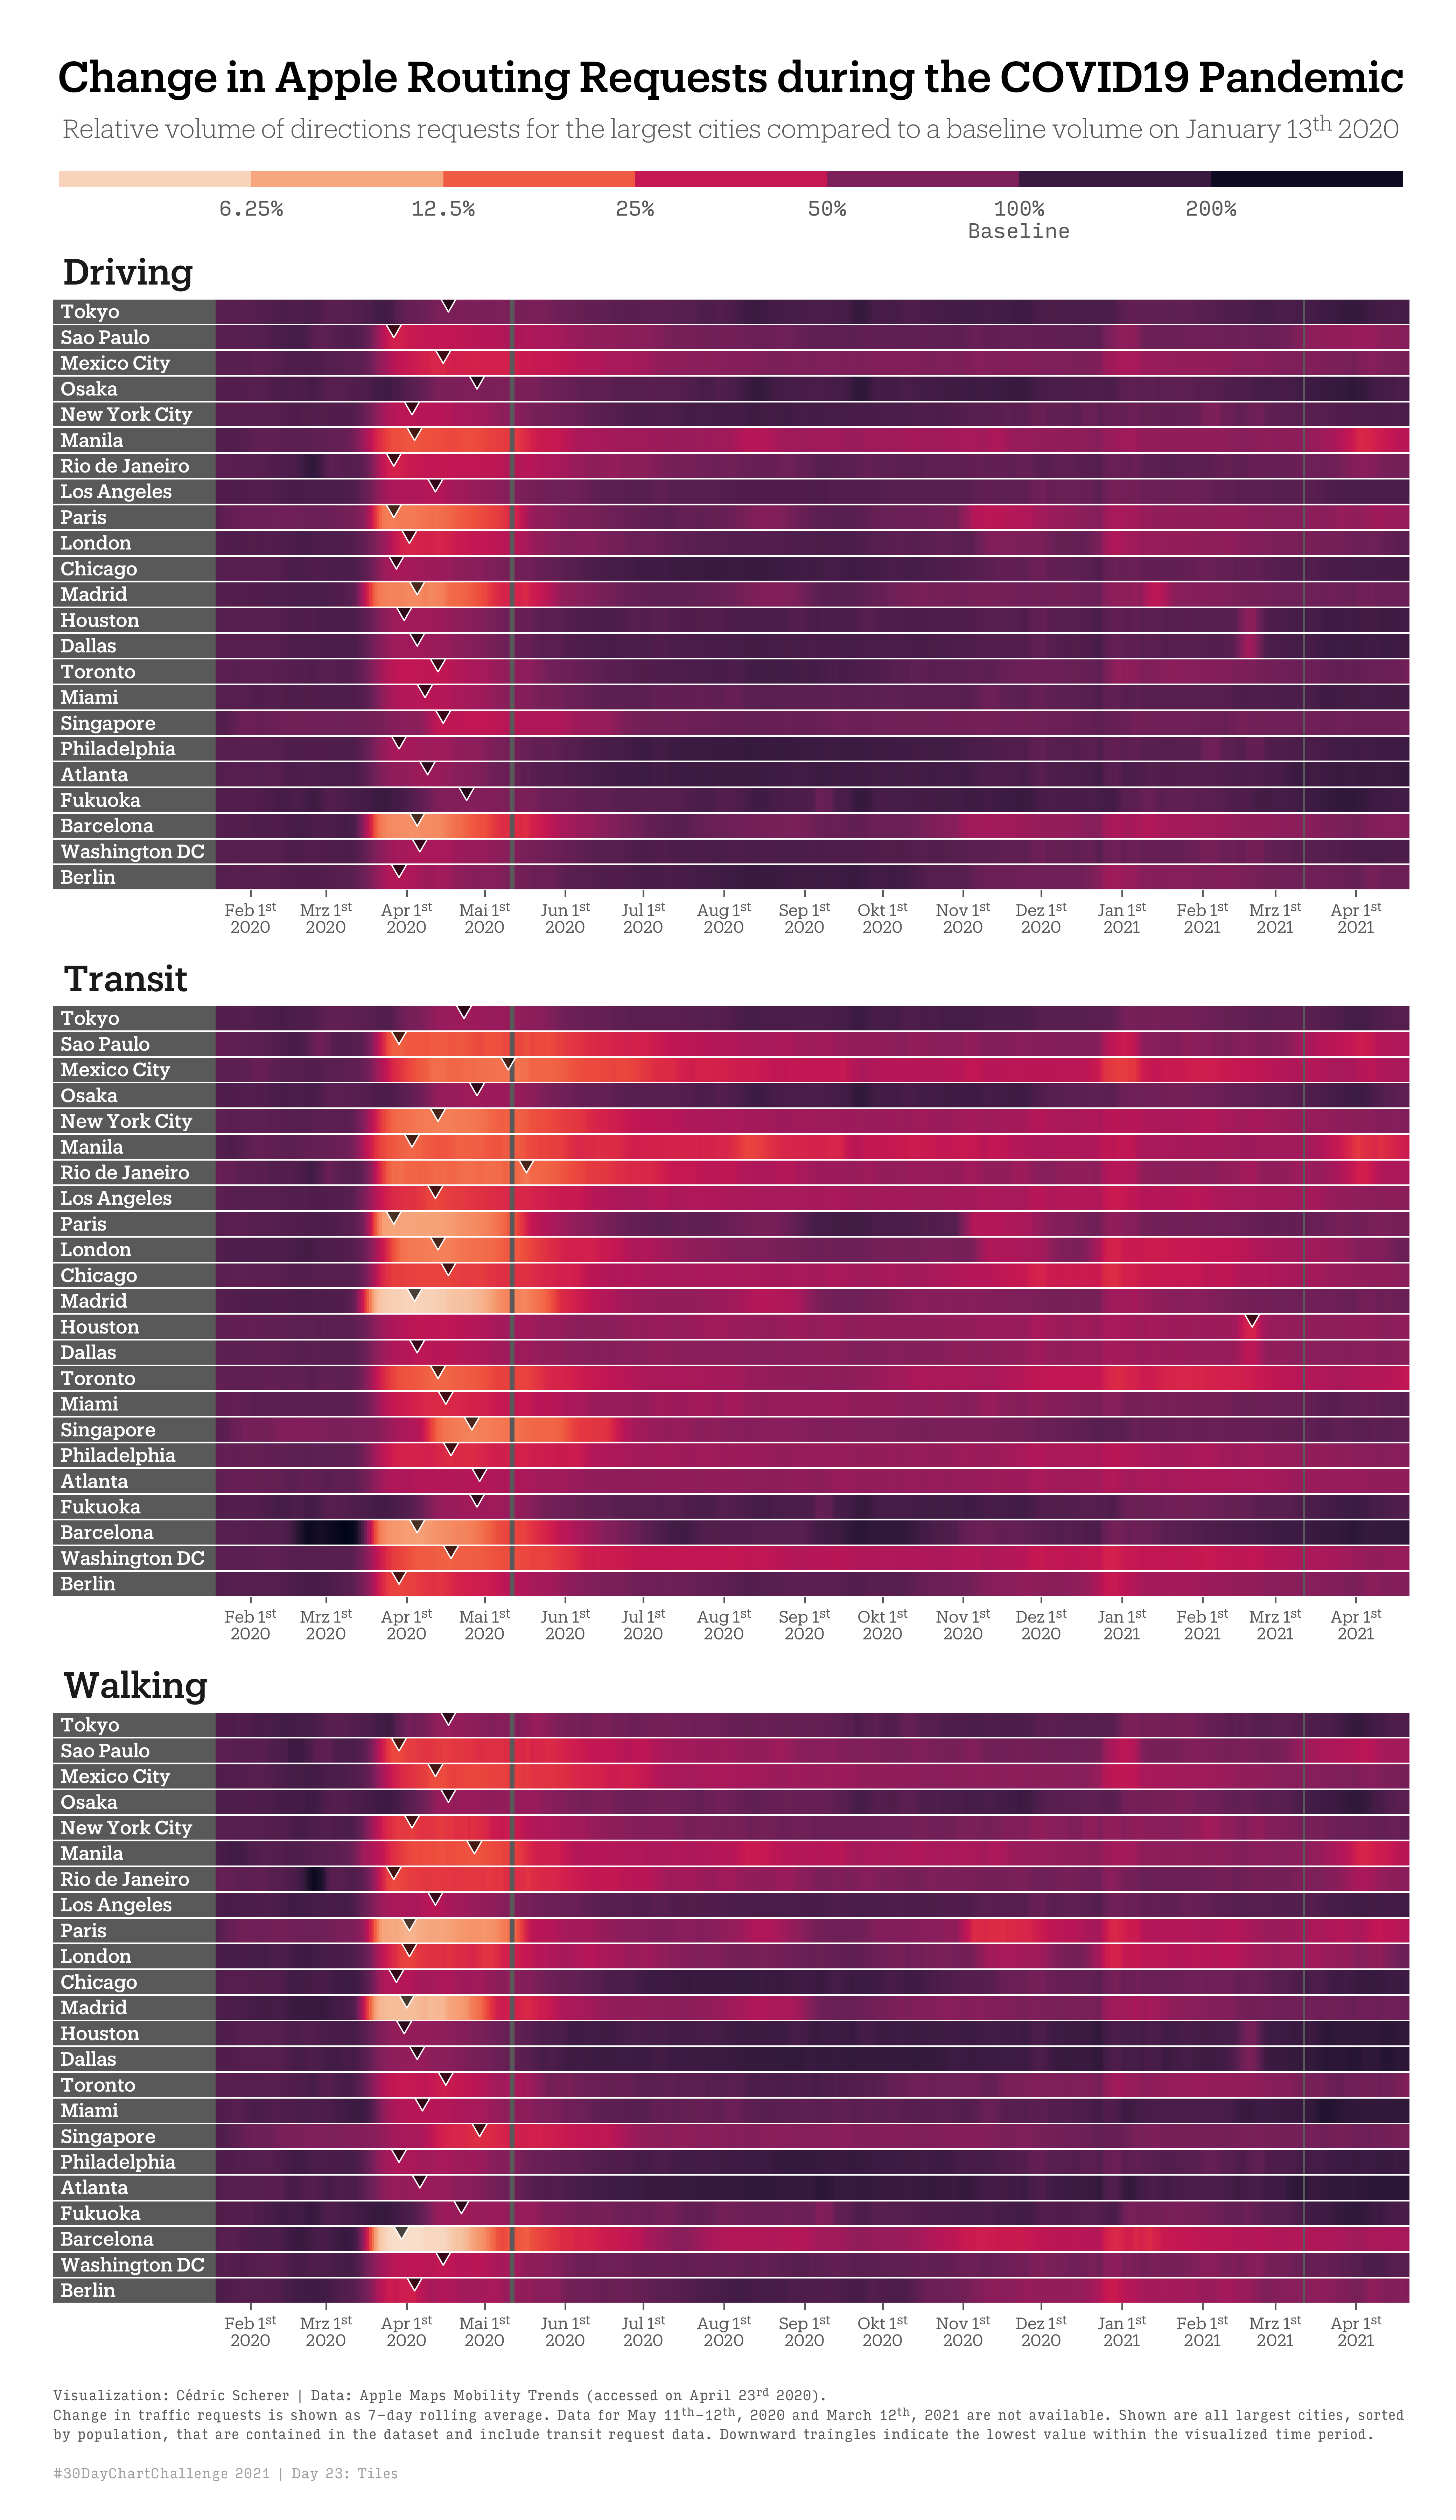 Change in Apple Routing Requests during the COVID19 Pandemic
Relative volume of directions requests for the largest cities compared to a baseline volume on January 13th 2020
6.25% 12.5% 25% 50% 100% 200%
Baseline
Driving
Tokyo
Sao Paulo
Mexico City
Osaka
New York City
Manila
Rio de Janeiro
Los Angeles
Paris
London
Chicago
Madrid
Houston
Dallas
Toronto
Miami
Singapore
Philadelphia
Atlanta
Fukuoka
Barcelona
Washington DC
Berlin
Feb 1st Mrz 1st Apr 1st Mai 1st Jun 1st Jul 1st Aug 1st Sep 1st Okt 1st Nov 1st Dez 1st Jan 1st Feb 1st Mrz 1st Apr 1st
2020 2020 2020 2020 2020 2020 2020 2020 2020 2020 2020 2021 2021 2021 2021
Transit
Tokyo
Sao Paulo
Mexico City
Osaka
New York City
Manila
Rio de Janeiro
Los Angeles
Paris
London
Chicago
Madrid
Houston
Dallas
Toronto
Miami
Singapore
Philadelphia
Atlanta
Fukuoka
Barcelona
Washington DC
Berlin
Feb 1st Mrz 1st Apr 1st Mai 1st Jun 1st Jul 1st Aug 1st Sep 1st Okt 1st Nov 1st Dez 1st Jan 1st Feb 1st Mrz 1st Apr 1st
2020 2020 2020 2020 2020 2020 2020 2020 2020 2020 2020 2021 2021 2021 2021
Walking
Tokyo
Sao Paulo
Mexico City
Osaka
New York City
Manila
Rio de Janeiro
Los Angeles
Paris
London
Chicago
Madrid
Houston
Dallas
Toronto
Miami
Singapore
Philadelphia
Atlanta
Fukuoka
Barcelona
Washington DC
Berlin
Feb 1st Mrz 1st Apr 1st Mai 1st Jun 1st Jul 1st Aug 1st Sep 1st Okt 1st Nov 1st Dez 1st Jan 1st Feb 1st Mrz 1st Apr 1st
2020 2020 2020 2020 2020 2020 2020 2020 2020 2020 2020 2021 2021 2021 2021
Visualization: Cédric Scherer | Data: Apple Maps Mobility Trends (accessed on April 23rd 2020).
Change in traffic requests is shown as 7-day rolling average. Data for May 11th-12th, 2020 and March 12th, 2021 are not available. Shown are all largest cities, sorted
by population, that are contained in the dataset and include transit request data. Downward traingles indicate the lowest value within the visualized time period.
#30DayChartChallenge 2021 | Day 23: Tiles